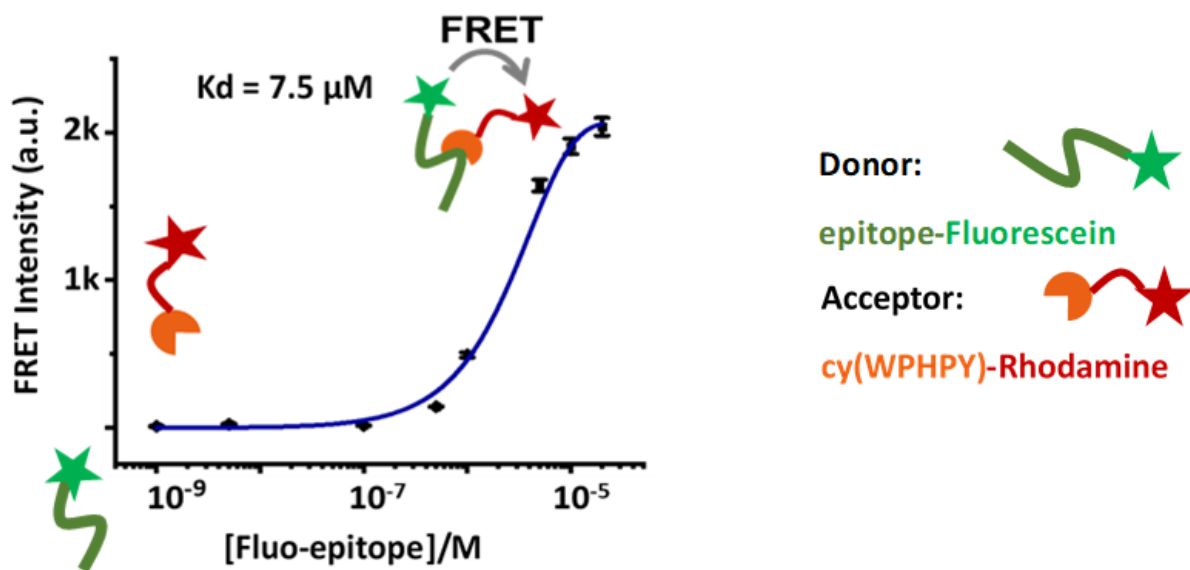 FRET
Kd = 7.5 μM
FRET Intensity (a.u.)
2k
1k
10⁻⁹
10⁻⁷
10⁻⁵
[Fluo-epitope]/M
Donor:
epitope-Fluorescein
Acceptor:
cy(WPHPY)-Rhodamine